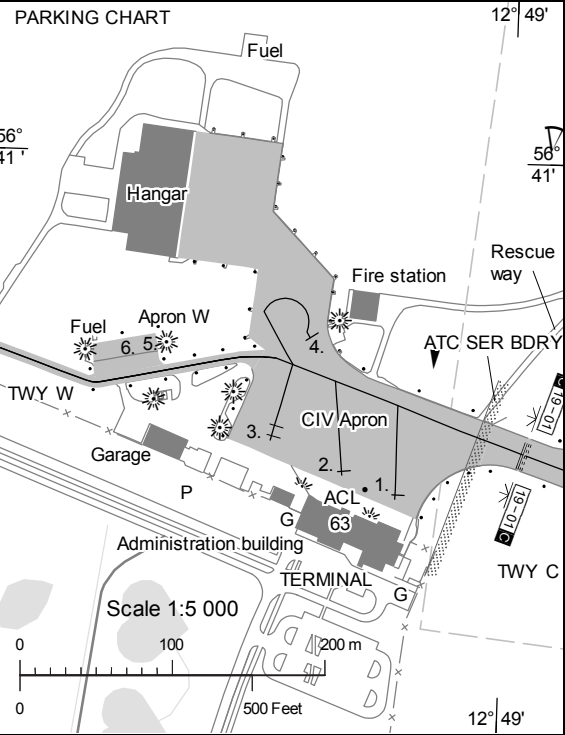 PARKING CHART
12° 49'
Fuel
56°
41 '
56°
41'
Hangar
Rescue
way
Fire station
Fuel
Apron W
ATC SER BDRY
6.
5.
4.
TWY W
CIV Apron
19-01 C
3.
2.
1.
Garage
P
ACL
63
G
19-01 C
Administration building
TERMINAL
G
TWY C
Scale 1:5 000
0
100
200 m
0
500 Feet
12° 49'